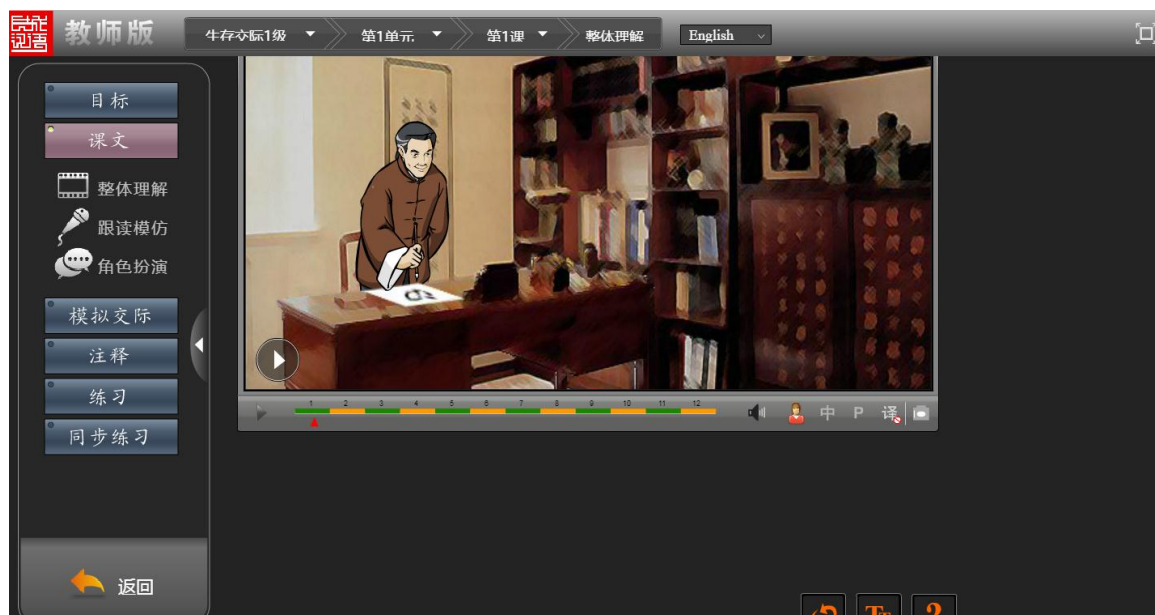 长城汉语
教师版
生存交际1级
第1单元
第1课
整体理解
English
目标
课文
整体理解
跟读模仿
角色扮演
模拟交际
注释
练习
同步练习
返回
1 2 3 4 5 6 7 8 9 10 11 12
中 P 译
Tt ?